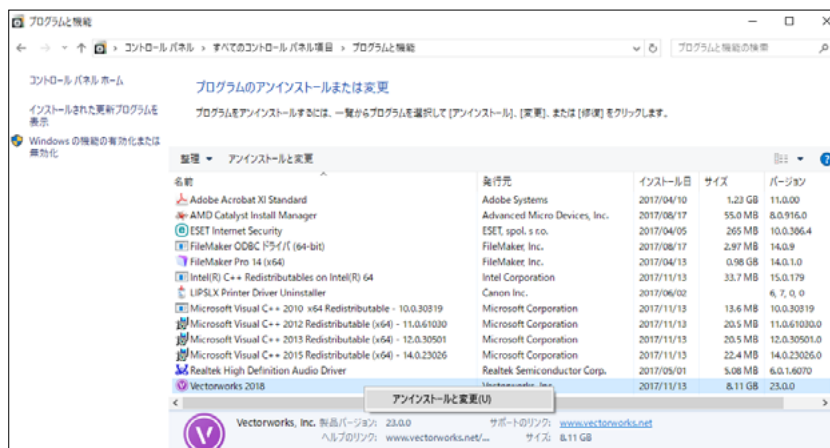 プログラムと機能
コントロール パネル › すべてのコントロール パネル項目 › プログラムと機能
プログラムと機能の検索
コントロール パネル ホーム
インストールされた更新プログラムを
表示
Windows の機能の有効化または
無効化
プログラムのアンインストールまたは変更
プログラムをアンインストールするには、一覧からプログラムを選択して [アンインストール]、[変更]、または [修復] をクリックします。
整理 アンインストールと変更
名前 発行元 インストール日 サイズ バージョン
Adobe Acrobat XI Standard Adobe Systems 2017/04/10 1.23 GB 11.0.00
AMD Catalyst Install Manager Advanced Micro Devices, Inc. 2017/08/17 55.0 MB 8.0.916.0
ESET Internet Security ESET, spol. s r.o. 2017/04/05 265 MB 10.0.386.4
FileMaker ODBC ドライバ (64-bit) FileMaker, Inc. 2017/08/17 2.97 MB 14.0.9
FileMaker Pro 14 (x64) FileMaker, Inc. 2017/04/13 0.98 GB 14.0.1.0
Intel(R) C++ Redistributables on Intel(R) 64 Intel Corporation 2017/11/13 33.7 MB 15.0.179
LIPSLX Printer Driver Uninstaller Canon Inc. 2017/06/02 6, 7, 0, 0
Microsoft Visual C++ 2010 x64 Redistributable - 10.0.30319 Microsoft Corporation 2017/11/13 13.6 MB 10.0.30319
Microsoft Visual C++ 2012 Redistributable (x64) - 11.0.61030 Microsoft Corporation 2017/11/13 20.5 MB 11.0.61030.0
Microsoft Visual C++ 2013 Redistributable (x64) - 12.0.30501 Microsoft Corporation 2017/11/13 20.5 MB 12.0.30501.0
Microsoft Visual C++ 2015 Redistributable (x64) - 14.0.23026 Microsoft Corporation 2017/11/13 22.4 MB 14.0.23026.0
Realtek High Definition Audio Driver Realtek Semiconductor Corp. 2017/05/01 5.08 MB 6.0.1.6070
Vectorworks 2018 Vectorworks, Inc. 2017/11/13 8.11 GB 23.0.0
アンインストールと変更(U)
Vectorworks, Inc. 製品バージョン: 23.0.0 サポートのリンク: www.vectorworks.net
ヘルプのリンク: www.vectorworks.net/... サイズ: 8.11 GB